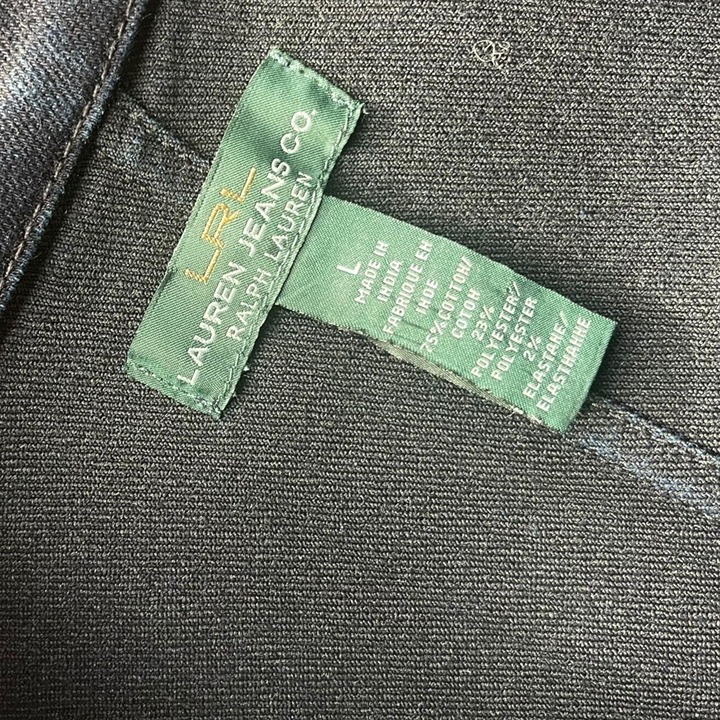 LRL
LAUREN JEANS CO.
RALPH LAUREN
L
MADE IN
INDIA
FABRIQUE EN
INDE
75%COTTON/
COTON
23%
POLYESTER/
POLYESTER
2%
ELASTANE/
ELASTHANNE